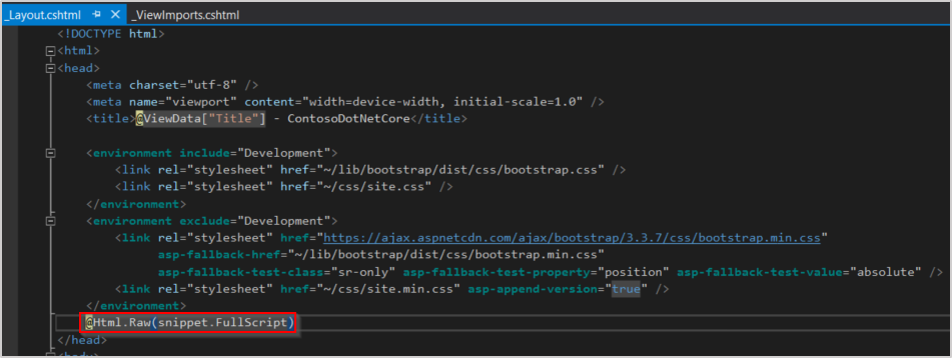 _Layout.cshtml _ViewImports.cshtml
<!DOCTYPE html>
<html>
<head>
<meta charset="utf-8" />
<meta name="viewport" content="width=device-width, initial-scale=1.0" />
<title>@ViewData["Title"] - ContosoDotNetCore</title>
<environment include="Development">
<link rel="stylesheet" href="~/lib/bootstrap/dist/css/bootstrap.css" />
<link rel="stylesheet" href="~/css/site.css" />
</environment>
<environment exclude="Development">
<link rel="stylesheet" href="https://ajax.aspnetcdn.com/ajax/bootstrap/3.3.7/css/bootstrap.min.css"
asp-fallback-href="~/lib/bootstrap/dist/css/bootstrap.min.css"
asp-fallback-test-class="sr-only" asp-fallback-test-property="position" asp-fallback-test-value="absolute" />
<link rel="stylesheet" href="~/css/site.min.css" asp-append-version="true" />
</environment>
@Html.Raw(snippet.FullScript)
</head>
<body>